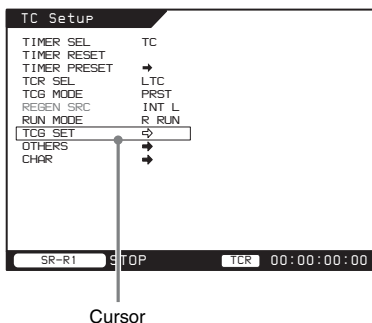 TC Setup
TIMER SEL TC
TIMER RESET
TIMER PRESET ➡
TCR SEL LTC
TCG MODE PRST
REGEN SRC INT L
RUN MODE R RUN
TCG SET ⇨
OTHERS ➡
CHAR ➡
SR-R1 STOP TCR 00:00:00:00
Cursor